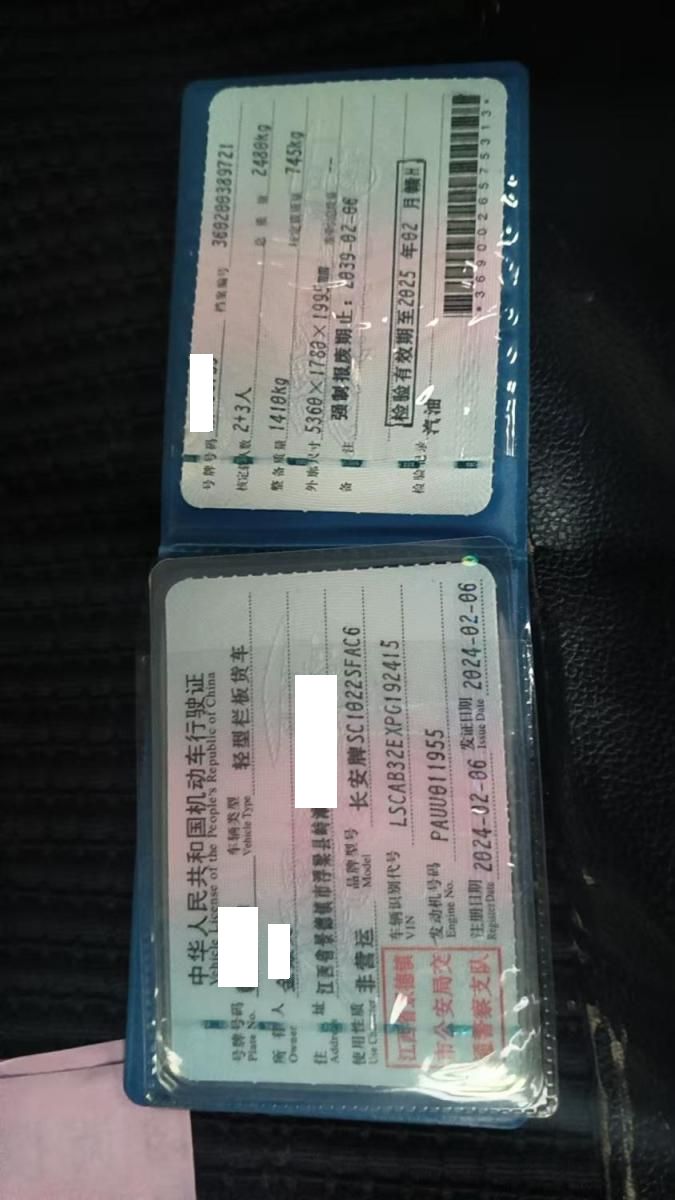 中华人民共和国机动车行驶证
Vehicle License of the People's Republic of China
号牌号码
Plate No.
车辆类型 轻型栏板货车
Vehicle Type
所有人
Owner
住址 江西省景德镇市浮梁县
Address
使用性质 非营运
Use Character
品牌型号 长安牌SC1022SFAC6
Model
江西省景德镇
市公安局交
通警察支队
车辆识别代号 LSCAB32EXPG192415
VIN
发动机号码 PAUU011955
Engine No.
注册日期 2024-02-06 发证日期 2024-02-06
Register Date Issue Date
号牌号码 档案编号 360200389721
核定载人数 2+3人 总质量 2480kg
整备质量 1410kg 核定载质量 745kg
外廓尺寸 5360×1780×1995 --
备注 强制报废期止：2039-02-06
检验有效期至2025年02月赣H
检验记录 汽油
*36900026575313*